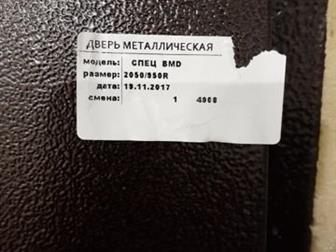 ДВЕРЬ МЕТАЛЛИЧЕСКАЯ
модель: СПЕЦ BMD
размер: 2050/950R
дата: 19.11.2017
смена: 1 4908